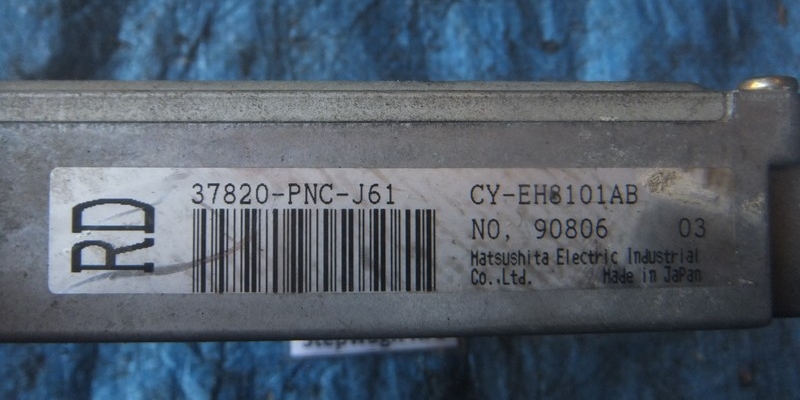 RD
37820-PNC-J61
CY-EH8101AB
NO, 90806 03
Matsushita Electric Industrial
Co.,Ltd. Made in JaPan